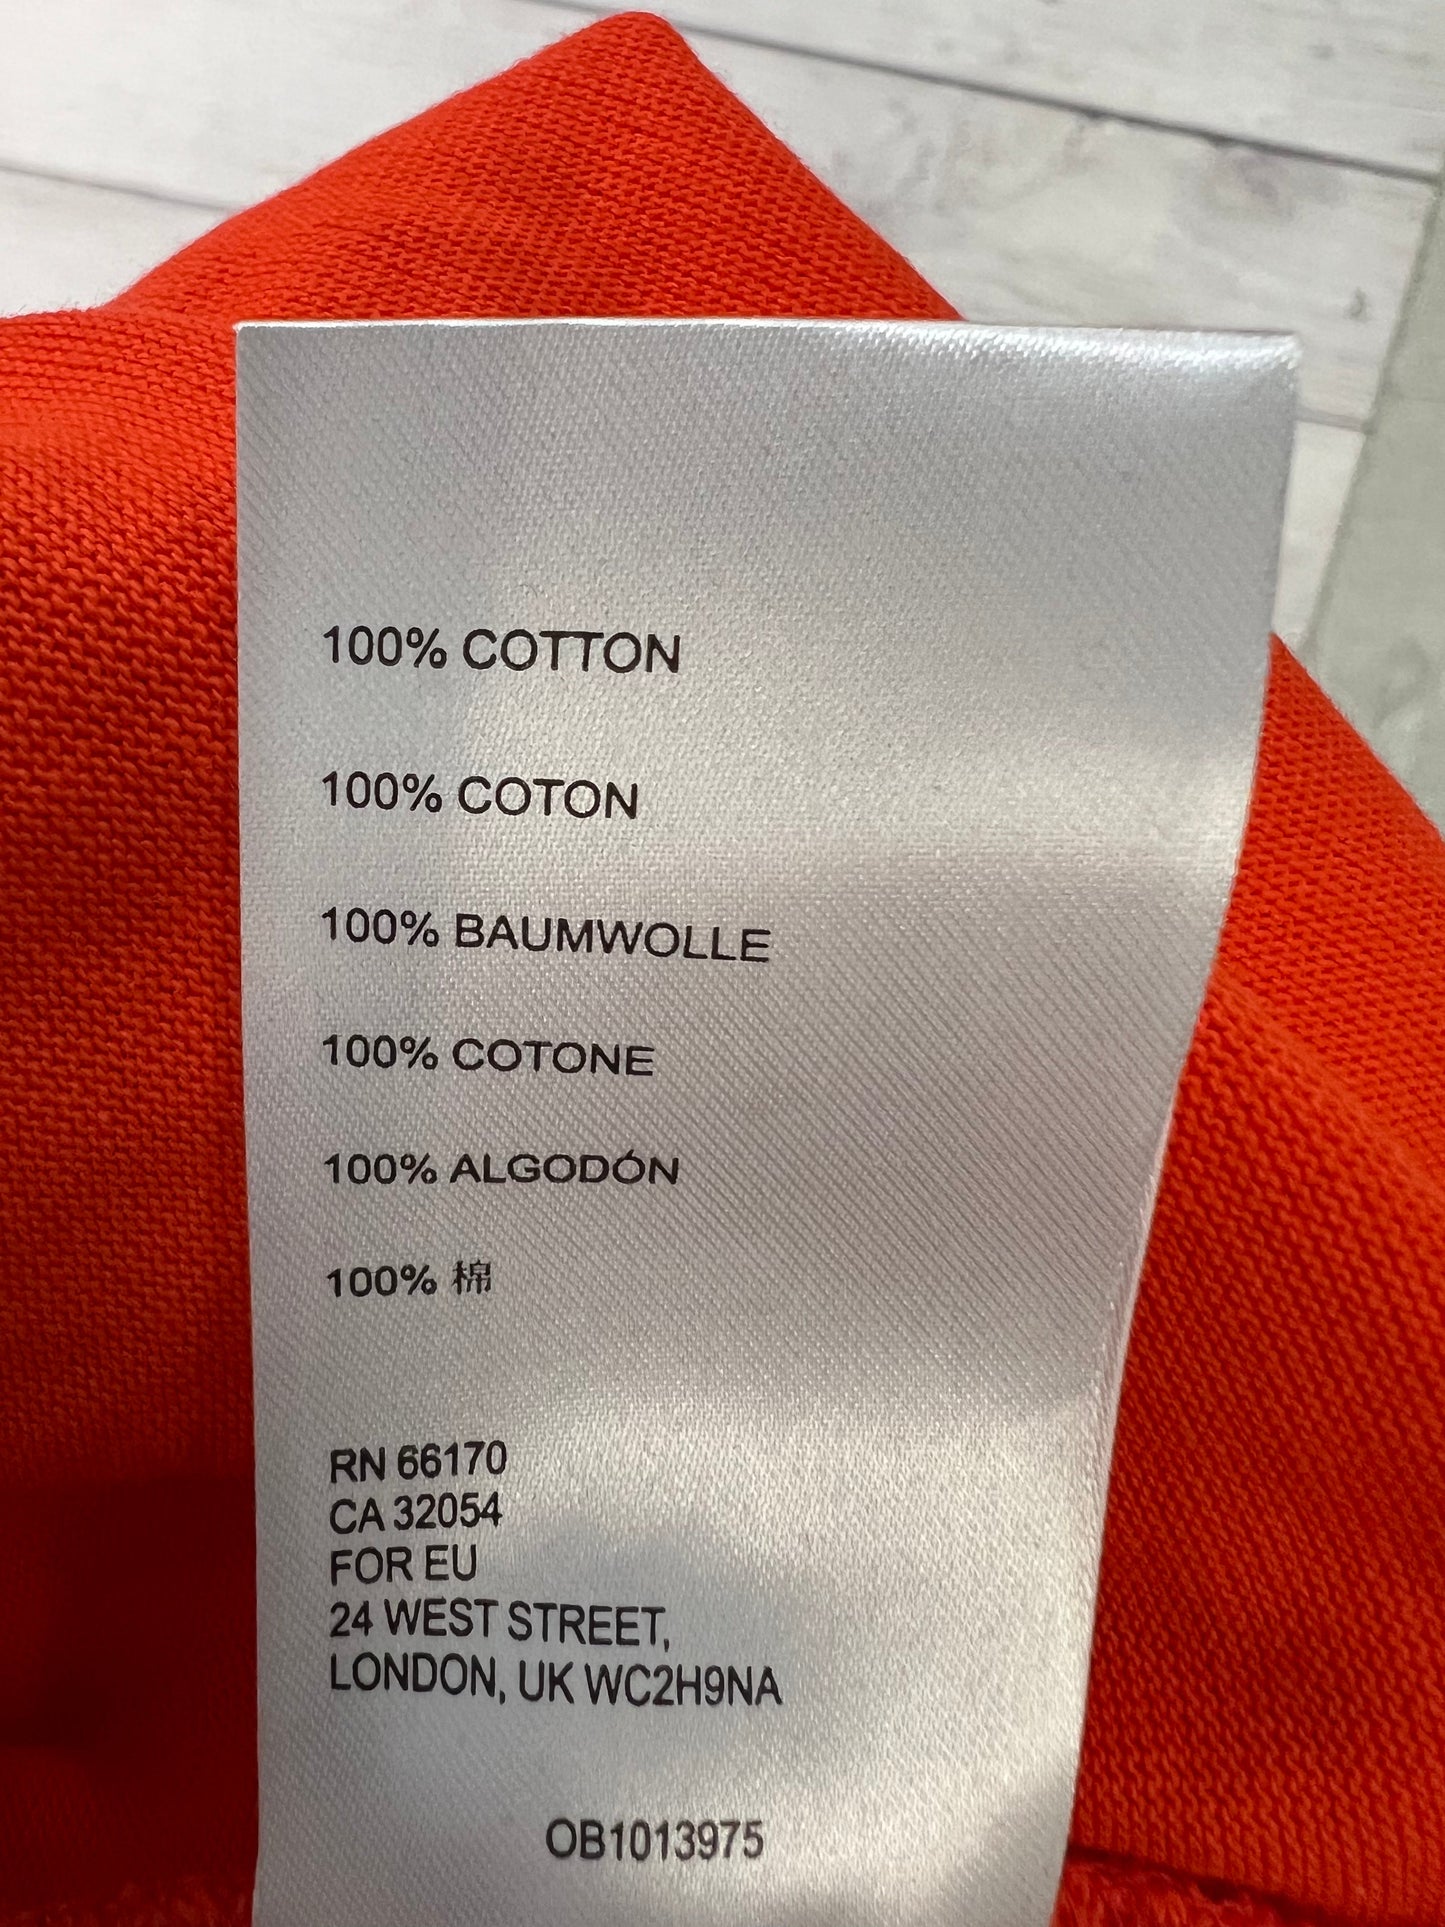 100% COTTON
100% COTON
100% BAUMWOLLE
100% COTONE
100% ALGODÓN
100% 棉
RN 66170
CA 32054
FOR EU
24 WEST STREET,
LONDON, UK WC2H9NA
OB1013975